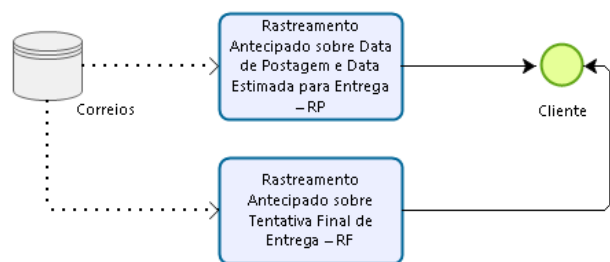 Rastreamento
Antecipado sobre Data
de Postagem e Data
Estimada para Entrega
– RP
Correios
Cliente
Rastreamento
Antecipado sobre
Tentativa Final de
Entrega – RF